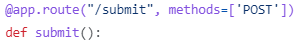 @app.route("/submit", methods=['POST'])
def submit():